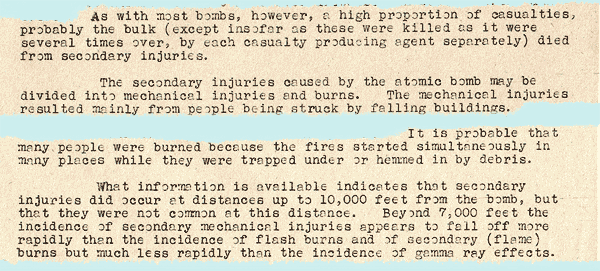 As with most bombs, however, a high proportion of casualties,
probably the bulk (except insofar as these were killed as it were
several times over, by each casualty producing agent separately) died
from secondary injuries.
The secondary injuries caused by the atomic bomb may be
divided into mechanical injuries and burns. The mechanical injuries
resulted mainly from people being struck by falling buildings.
It is probable that
many people were burned because the fires started simultaneously in
many places while they were trapped under or hemmed in by debris.
What information is available indicates that secondary
injuries did occur at distances up to 10,000 feet from the bomb, but
that they were not common at this distance. Beyond 7,000 feet the
incidence of secondary mechanical injuries appears to fall off more
rapidly than the incidence of flash burns and of secondary (flame)
burns but much less rapidly than the incidence of gamma ray effects.